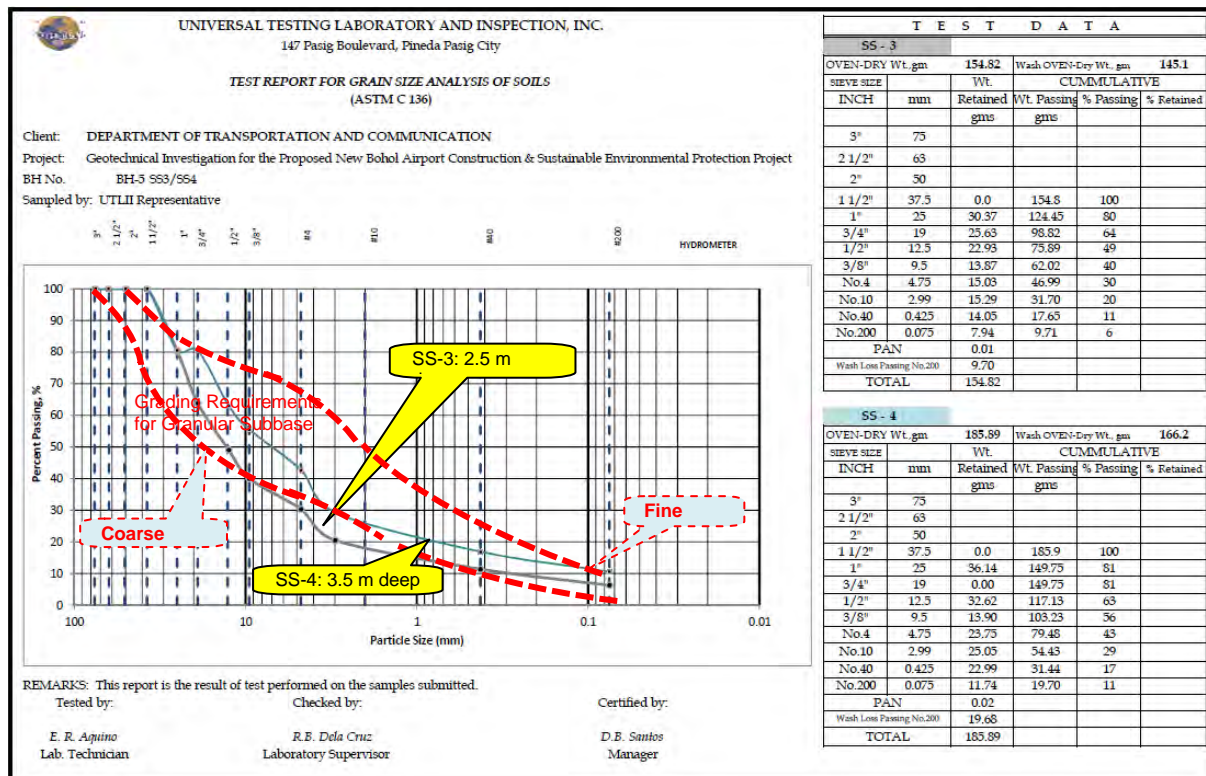 UNIVERSAL TESTING LABORATORY AND INSPECTION, INC.
147 Pasig Boulevard, Pineda Pasig City
TEST REPORT FOR GRAIN SIZE ANALYSIS OF SOILS
(ASTM C 136)
Client: DEPARTMENT OF TRANSPORTATION AND COMMUNICATION
Project: Geotechnical Investigation for the Proposed New Bohol Airport Construction & Sustainable Environmental Protection Project
BH No. BH-5 SS3/SS4
Sampled by: UTLII Representative
3" 2 1/2" 2" 1 1/2" 1" 3/4" 1/2" 3/8" #4 #10 #40 #200 HYDROMETER
Percent Passing, %
100
90
80
70
60
50
40
30
20
10
0
SS-3: 2.5 m
Grading Requirements
for Granular Subbase
Coarse
Fine
SS-4: 3.5 m deep
100 10 1 0.1 0.01
Particle Size (mm)
REMARKS: This report is the result of test performed on the samples submitted.
Tested by: Checked by: Certified by:
E. R. Aquino R.B. Dela Cruz D.B. Santos
Lab. Technician Laboratory Supervisor Manager
T E S T D A T A
SS - 3
OVEN-DRY Wt.,gm 154.82 Wash OVEN-Dry Wt., gm 145.1
SIEVE SIZE Wt. CUMMULATIVE
INCH mm Retained Wt. Passing % Passing % Retained
gms gms
3" 75
2 1/2" 63
2" 50
1 1/2" 37.5 0.0 154.8 100
1" 25 30.37 124.45 80
3/4" 19 25.63 98.82 64
1/2" 12.5 22.93 75.89 49
3/8" 9.5 13.87 62.02 40
No.4 4.75 15.03 46.99 30
No.10 2.99 15.29 31.70 20
No.40 0.425 14.05 17.65 11
No.200 0.075 7.94 9.71 6
PAN 0.01
Wash Loss Passing No.200 9.70
TOTAL 154.82
SS - 4
OVEN-DRY Wt.,gm 185.89 Wash OVEN-Dry Wt., gm 166.2
SIEVE SIZE Wt. CUMMULATIVE
INCH mm Retained Wt. Passing % Passing % Retained
gms gms
3" 75
2 1/2" 63
2" 50
1 1/2" 37.5 0.0 185.9 100
1" 25 36.14 149.75 81
3/4" 19 0.00 149.75 81
1/2" 12.5 32.62 117.13 63
3/8" 9.5 13.90 103.23 56
No.4 4.75 23.75 79.48 43
No.10 2.99 25.05 54.43 29
No.40 0.425 22.99 31.44 17
No.200 0.075 11.74 19.70 11
PAN 0.02
Wash Loss Passing No.200 19.68
TOTAL 185.89